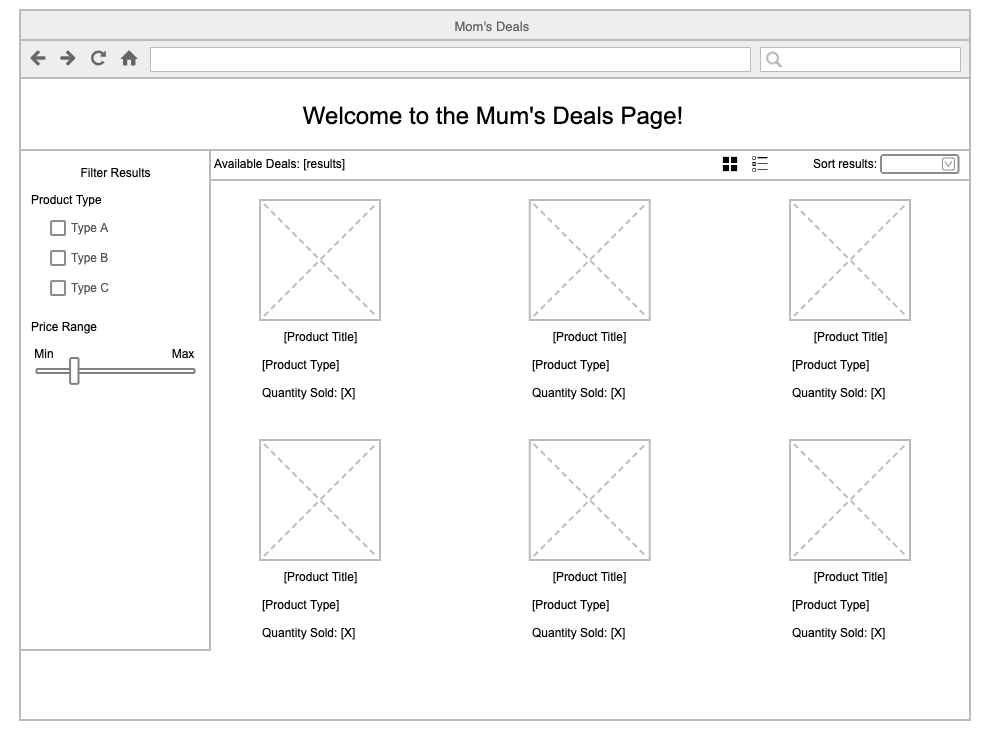 Mom's Deals
Welcome to the Mum's Deals Page!
Filter Results
Product Type
Type A
Type B
Type C
Price Range
Min Max
Available Deals: [results] Sort results:
[Product Title] [Product Title] [Product Title]
[Product Type] [Product Type] [Product Type]
Quantity Sold: [X] Quantity Sold: [X] Quantity Sold: [X]
[Product Title] [Product Title] [Product Title]
[Product Type] [Product Type] [Product Type]
Quantity Sold: [X] Quantity Sold: [X] Quantity Sold: [X]